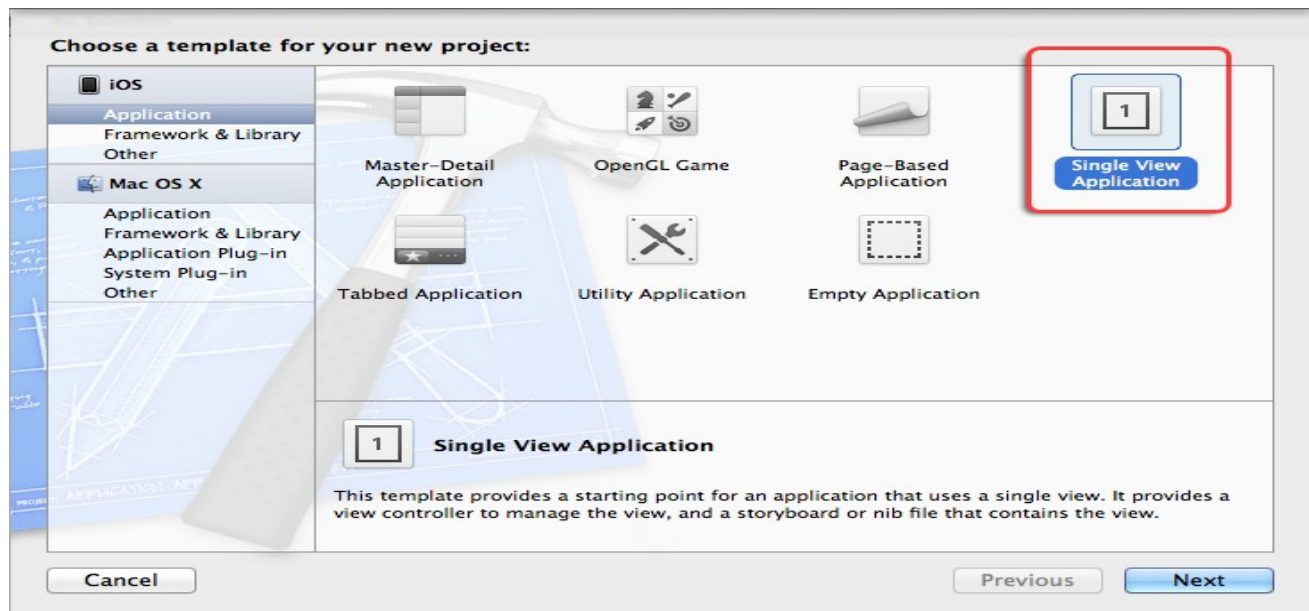 Choose a template for your new project:
iOS
Application
Framework & Library
Other
Mac OS X
Application
Framework & Library
Application Plug-in
System Plug-in
Other
Master-Detail
Application
OpenGL Game
Page-Based
Application
1
Single View
Application
Tabbed Application
Utility Application
Empty Application
1
Single View Application
This template provides a starting point for an application that uses a single view. It provides a
view controller to manage the view, and a storyboard or nib file that contains the view.
Cancel
Previous
Next